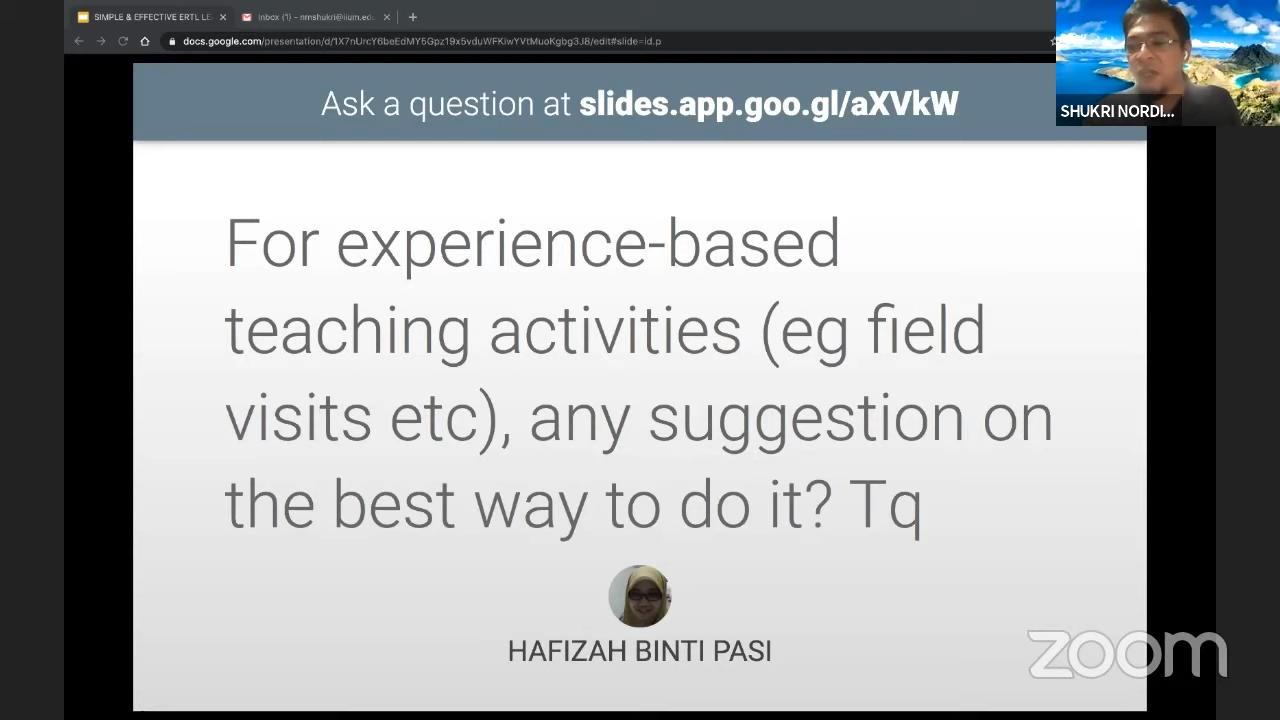 SIMPLE & EFFECTIVE ERTL LE
Inbox (1) - nmshukri@iium.ed
docs.google.com/presentation/d/1X7nUrcY6beEdMY5Gpz19x5vduWFKiwYVtMuoKgbg3J8/edit#slide=id.p
Ask a question at slides.app.goo.gl/aXVkW
SHUKRI NORDI...
For experience-based
teaching activities (eg field
visits etc), any suggestion on
the best way to do it? Tq
HAFIZAH BINTI PASI
zoom